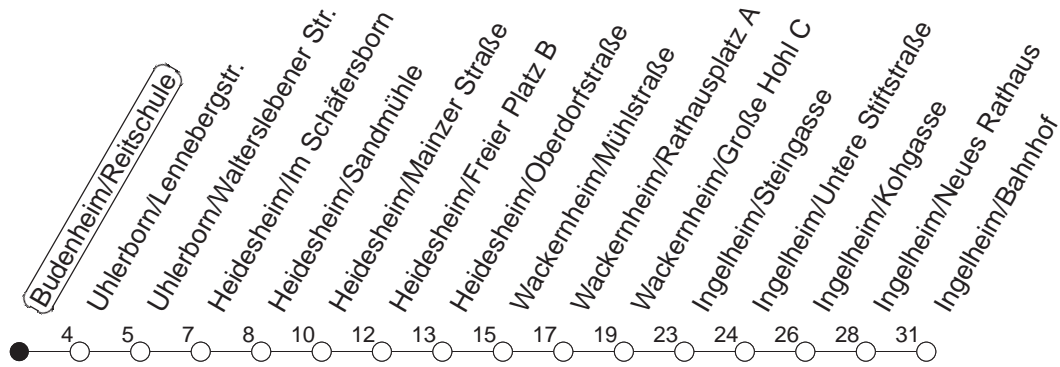 Budenheim/Reitschule
Uhlerborn/Lennebergstr.
Uhlerborn/Walterslebener Str.
Heidesheim/Im Schäfersborn
Heidesheim/Sandmühle
Heidesheim/Mainzer Straße
Heidesheim/Freier Platz B
Heidesheim/Oberdorfstraße
Wackernheim/Mühlstraße
Wackernheim/Rathausplatz A
Wackernheim/Große Hohl C
Ingelheim/Steingasse
Ingelheim/Untere Stiftstraße
Ingelheim/Kohgasse
Ingelheim/Neues Rathaus
Ingelheim/Bahnhof
4 5 7 8 10 12 13 15 17 19 23 24 26 28 31